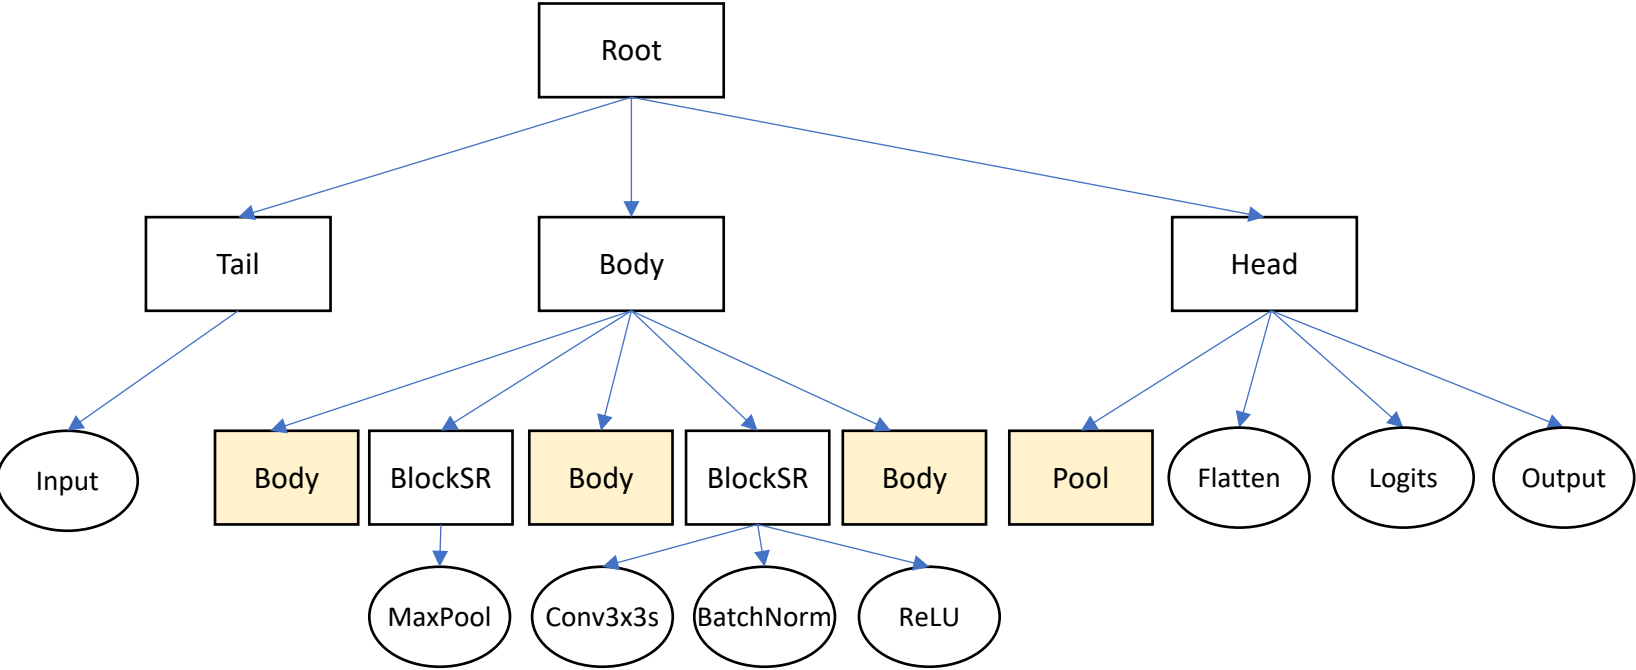 Root
Tail
Body
Head
Input
Body
BlockSR
Body
BlockSR
Body
Pool
Flatten
Logits
Output
MaxPool
Conv3x3s
BatchNorm
ReLU